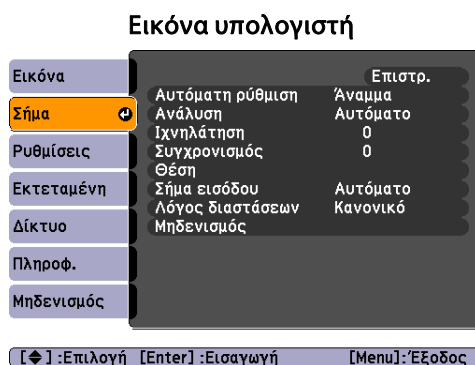 Εικόνα υπολογιστή
Εικόνα
Σήμα
Ρυθμίσεις
Εκτεταμένη
Δίκτυο
Πληροφ.
Μηδενισμός
Επιστρ.
Αυτόματη ρύθμιση Άναμμα
Ανάλυση Αυτόματο
Ιχνηλάτηση 0
Συγχρονισμός 0
Θέση
Σήμα εισόδου Αυτόματο
Λόγος διαστάσεων Κανονικό
Μηδενισμός
[◆] :Επιλογή [Enter] :Εισαγωγή [Menu]:Έξοδος